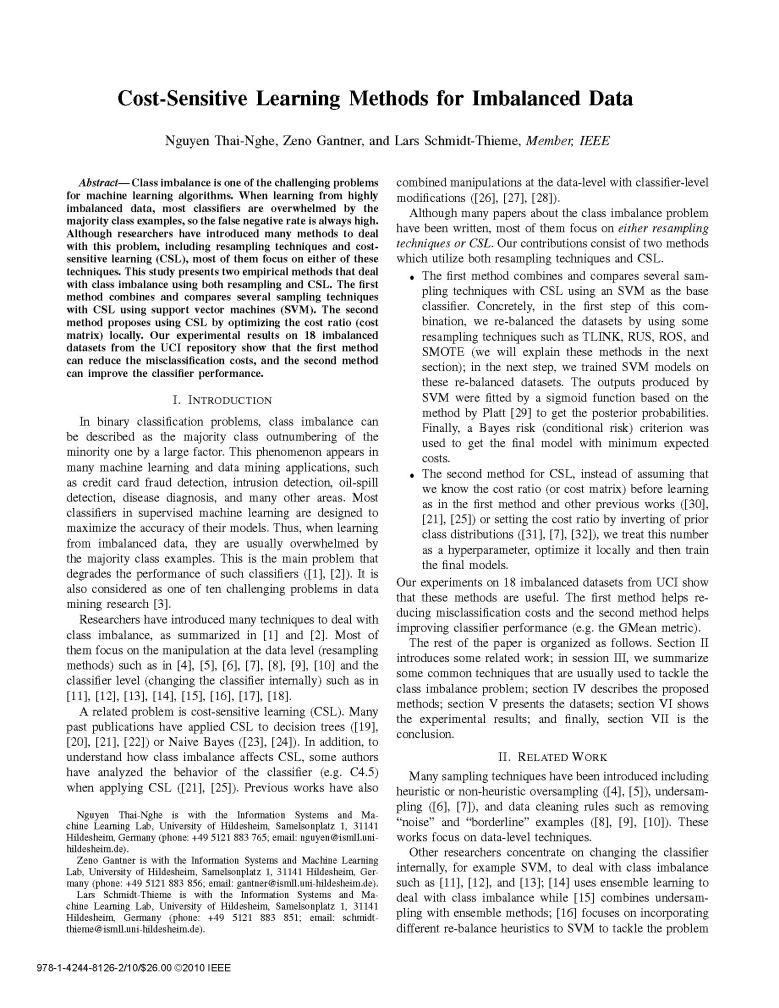 Cost-Sensitive Learning Methods for Imbalanced Data
Nguyen Thai-Nghe, Zeno Gantner, and Lars Schmidt-Thieme, Member, IEEE
Abstract—Class imbalance is one of the challenging problems
for machine learning algorithms. When learning from highly
imbalanced data, most classifiers are overwhelmed by the
majority class examples, so the false negative rate is always high.
Although researchers have introduced many methods to deal
with this problem, including resampling techniques and cost-
sensitive learning (CSL), most of them focus on either of these
techniques. This study presents two empirical methods that deal
with class imbalance using both resampling and CSL. The first
method combines and compares several sampling techniques
with CSL using support vector machines (SVM). The second
method proposes using CSL by optimizing the cost ratio (cost
matrix) locally. Our experimental results on 18 imbalanced
datasets from the UCI repository show that the first method
can reduce the misclassification costs, and the second method
can improve the classifier performance.
I. INTRODUCTION
In binary classification problems, class imbalance can
be described as the majority class outnumbering of the
minority one by a large factor. This phenomenon appears in
many machine learning and data mining applications, such
as credit card fraud detection, intrusion detection, oil-spill
detection, disease diagnosis, and many other areas. Most
classifiers in supervised machine learning are designed to
maximize the accuracy of their models. Thus, when learning
from imbalanced data, they are usually overwhelmed by
the majority class examples. This is the main problem that
degrades the performance of such classifiers ([1], [2]). It is
also considered as one of ten challenging problems in data
mining research [3].
Researchers have introduced many techniques to deal with
class imbalance, as summarized in [1] and [2]. Most of
them focus on the manipulation at the data level (resampling
methods) such as in [4], [5], [6], [7], [8], [9], [10] and the
classifier level (changing the classifier internally) such as in
[11], [12], [13], [14], [15], [16], [17], [18].
A related problem is cost-sensitive learning (CSL). Many
past publications have applied CSL to decision trees ([19],
[20], [21], [22]) or Naive Bayes ([23], [24]). In addition, to
understand how class imbalance affects CSL, some authors
have analyzed the behavior of the classifier (e.g. C4.5)
when applying CSL ([21], [25]). Previous works have also
Nguyen Thai-Nghe is with the Information Systems and Ma-
chine Learning Lab, University of Hildesheim, Samelsonplatz 1, 31141
Hildesheim, Germany (phone: +49 5121 883 765; email: nguyen@ismll.uni-
hildesheim.de).
Zeno Gantner is with the Information Systems and Machine Learning
Lab, University of Hildesheim, Samelsonplatz 1, 31141 Hildesheim, Ger-
many (phone: +49 5121 883 856; email: gantner@ismll.uni-hildesheim.de).
Lars Schmidt-Thieme is with the Information Systems and Ma-
chine Learning Lab, University of Hildesheim, Samelsonplatz 1, 31141
Hildesheim, Germany (phone: +49 5121 883 851; email: schmidt-
thieme@ismll.uni-hildesheim.de).
combined manipulations at the data-level with classifier-level
modifications ([26], [27], [28]).
Although many papers about the class imbalance problem
have been written, most of them focus on either resampling
techniques or CSL. Our contributions consist of two methods
which utilize both resampling techniques and CSL.
• The first method combines and compares several sam-
pling techniques with CSL using an SVM as the base
classifier. Concretely, in the first step of this com-
bination, we re-balanced the datasets by using some
resampling techniques such as TLINK, RUS, ROS, and
SMOTE (we will explain these methods in the next
section); in the next step, we trained SVM models on
these re-balanced datasets. The outputs produced by
SVM were fitted by a sigmoid function based on the
method by Platt [29] to get the posterior probabilities.
Finally, a Bayes risk (conditional risk) criterion was
used to get the final model with minimum expected
costs.
• The second method for CSL, instead of assuming that
we know the cost ratio (or cost matrix) before learning
as in the first method and other previous works ([30],
[21], [25]) or setting the cost ratio by inverting of prior
class distributions ([31], [7], [32]), we treat this number
as a hyperparameter, optimize it locally and then train
the final models.
Our experiments on 18 imbalanced datasets from UCI show
that these methods are useful. The first method helps re-
ducing misclassification costs and the second method helps
improving classifier performance (e.g. the GMean metric).
The rest of the paper is organized as follows. Section II
introduces some related work; in session III, we summarize
some common techniques that are usually used to tackle the
class imbalance problem; section IV describes the proposed
methods; section V presents the datasets; section VI shows
the experimental results; and finally, section VII is the
conclusion.
II. RELATED WORK
Many sampling techniques have been introduced including
heuristic or non-heuristic oversampling ([4], [5]), undersam-
pling ([6], [7]), and data cleaning rules such as removing
“noise” and “borderline” examples ([8], [9], [10]). These
works focus on data-level techniques.
Other researchers concentrate on changing the classifier
internally, for example SVM, to deal with class imbalance
such as [11], [12], and [13]; [14] uses ensemble learning to
deal with class imbalance while [15] combines undersam-
pling with ensemble methods; [16] focuses on incorporating
different re-balance heuristics to SVM to tackle the problem
978-1-4244-8126-2/10/$26.00 ©2010 IEEE